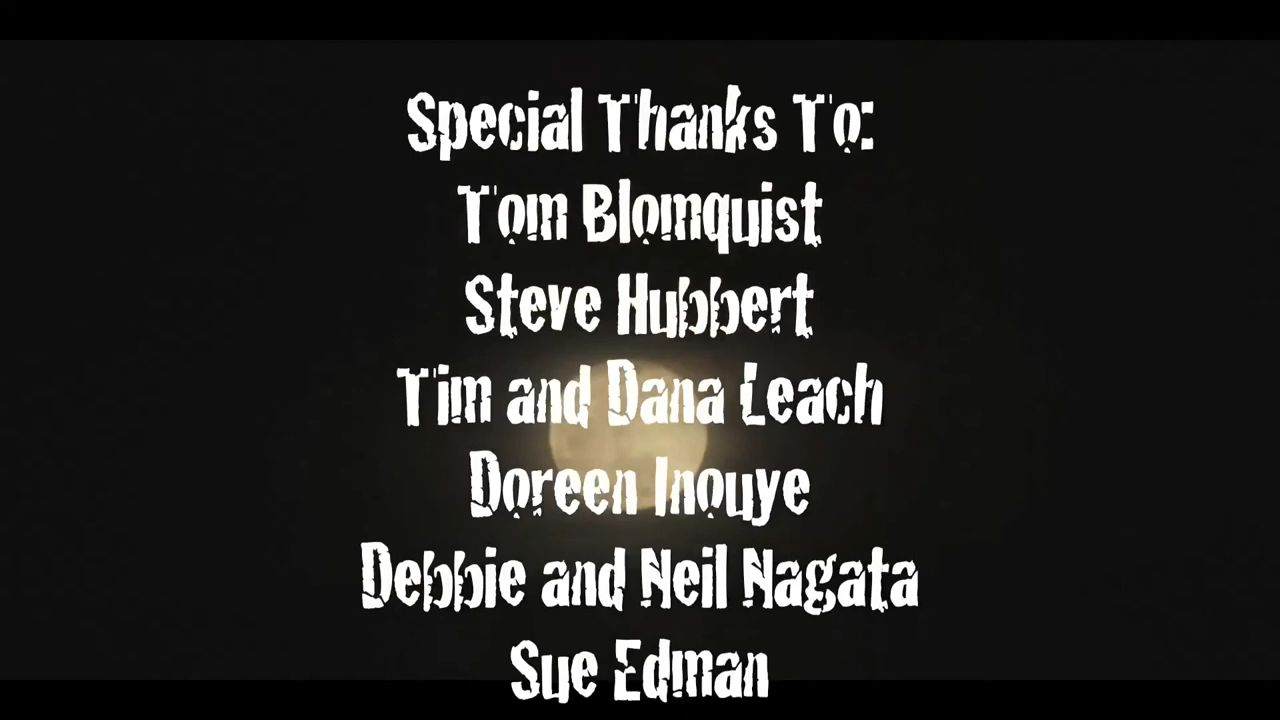 Special Thanks To:
Tom Blomquist
Steve Hubbert
Tim and Dana Leach
Doreen Inouye
Debbie and Neil Nagata
Sue Edman